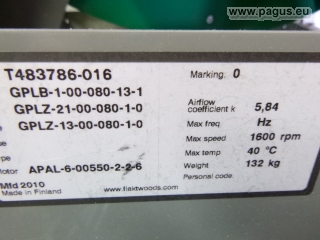 www.pagus.eu
T483786-016 Marking: 0
GPLB-1-00-080-13-1
GPLZ-21-00-080-1-0 Airflow coefficient k 5,84
GPLZ-13-00-080-1-0 Max freq Hz
Max speed 1600 rpm
Max temp 40 °C
APAL-6-00550-2-2-6 Weight 132 kg
Mfd 2010 Personal code:
Made in Finland www.flaktwoods.com